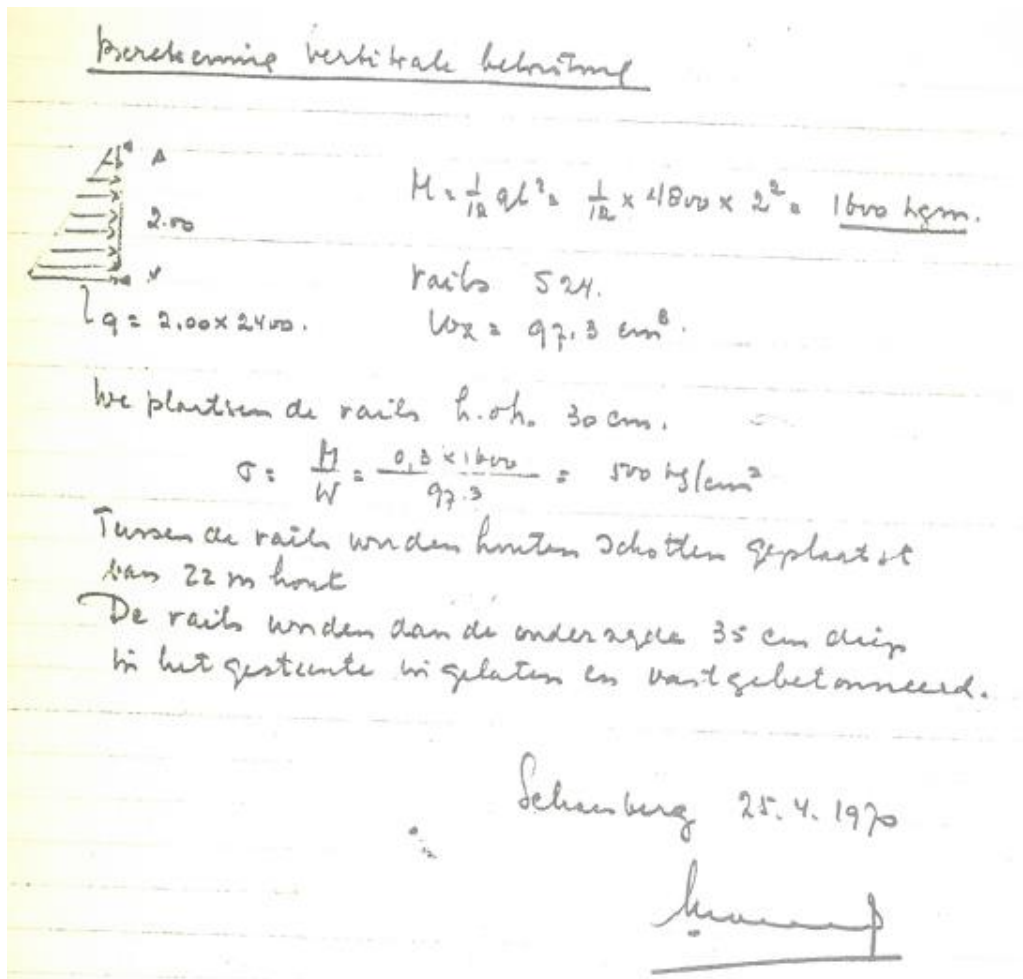 Berekening vertikale bekisting
A
2.00
q = 2.00 x 2400.
M = 1/12 ql² = 1/12 x 4800 x 2² = 1600 kgm.
rails S24.
Wx = 97,3 cm³.
We plaatsen de rails h.o.h. 30 cm.
σ = M/W = 0,3 x 1600 / 97.3 = 500 kg/cm²
Tussen de rails worden houten schotten geplaatst
van 22 m hout
De rails worden aan de onderzyde 35 cm diep
in het gesteente ingelaten en vastgebetonneerd.
Schaesberg 25.4.1970